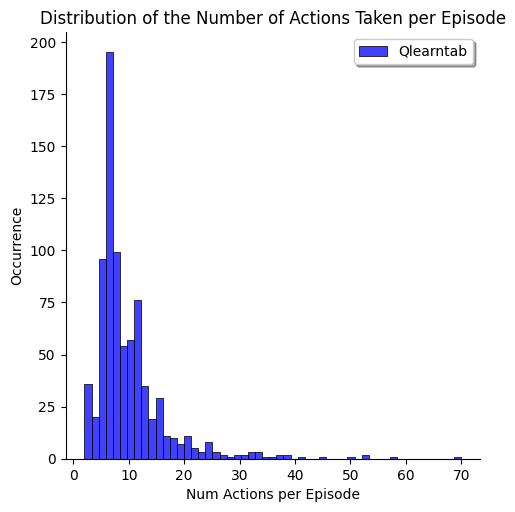 Distribution of the Number of Actions Taken per Episode
Qlearntab
200
175
150
125
100
75
50
25
0
Occurrence
0 10 20 30 40 50 60 70
Num Actions per Episode